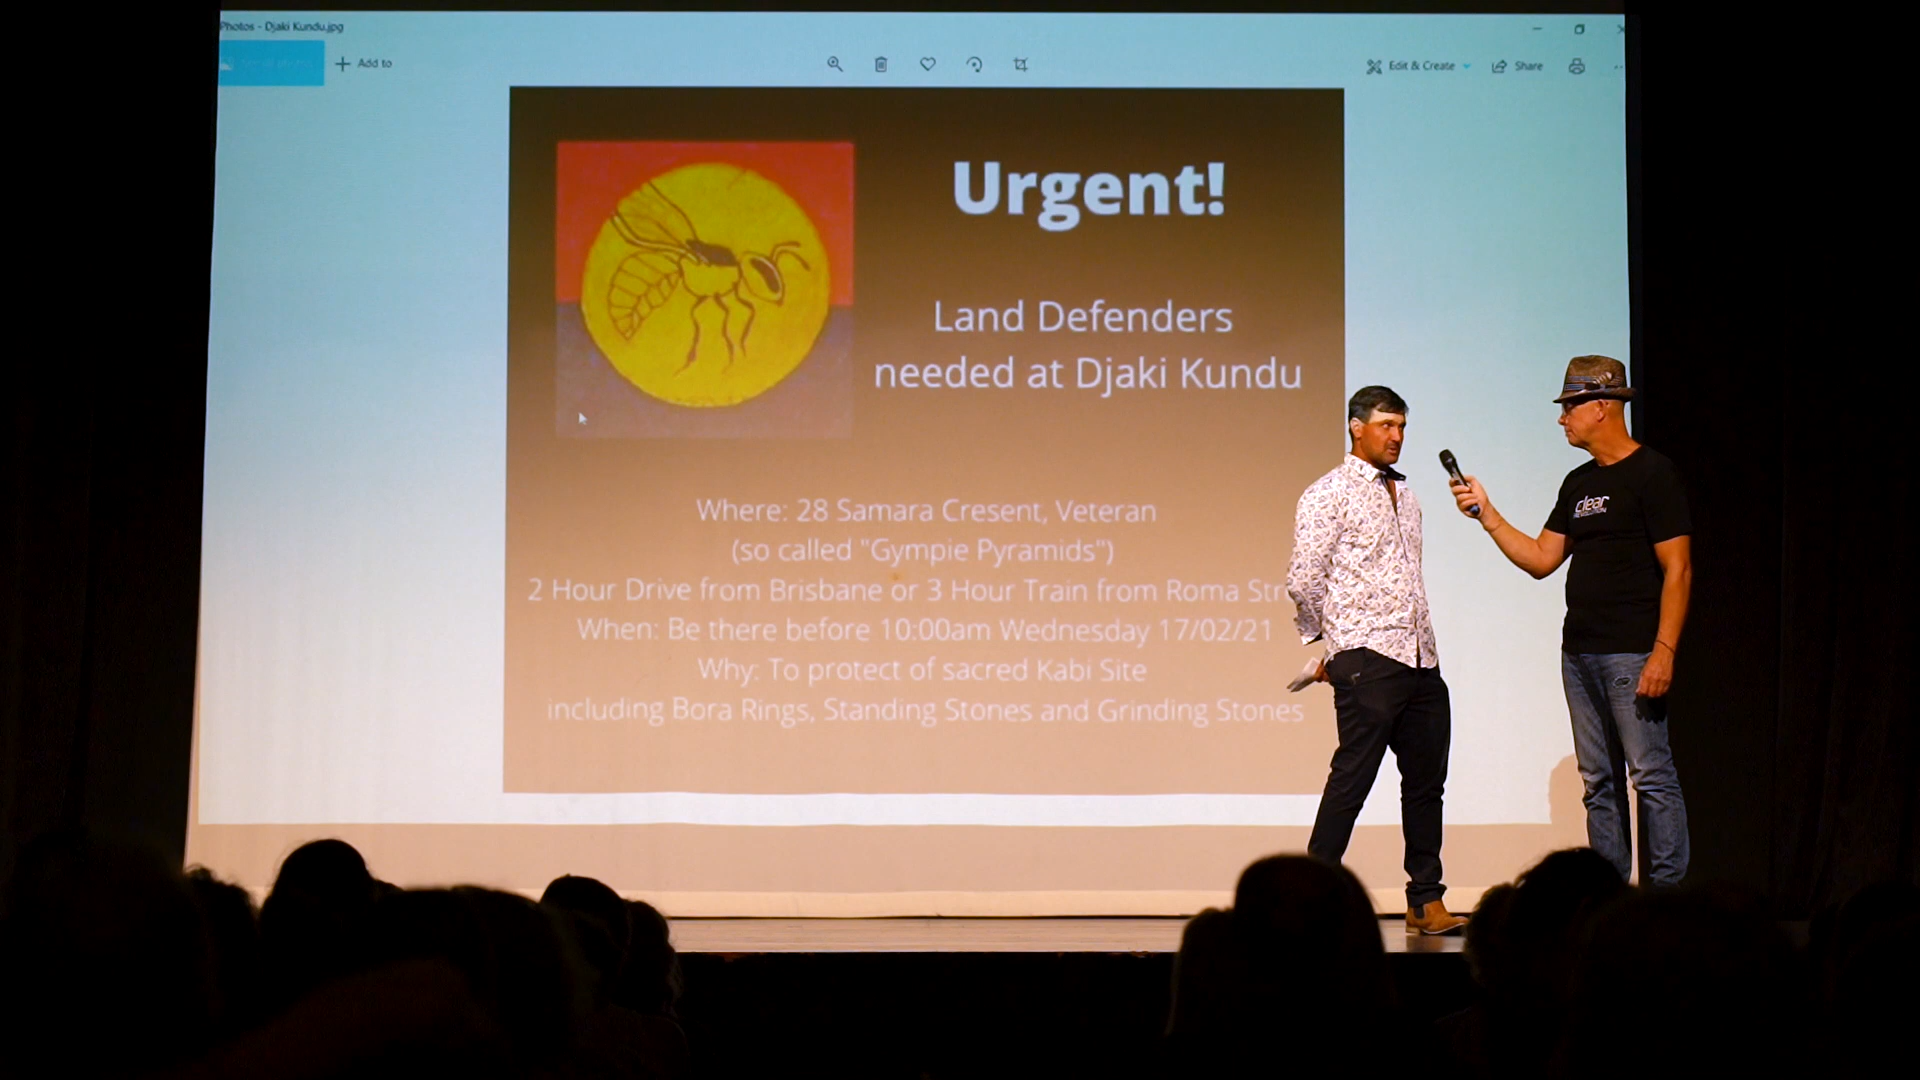 Photos - Djaki Kundu.jpg
Add to
Edit & Create
Share
Urgent!
Land Defenders
needed at Djaki Kundu
Where: 28 Samara Cresent, Veteran
(so called "Gympie Pyramids")
2 Hour Drive from Brisbane or 3 Hour Train from Roma Str
When: Be there before 10:00am Wednesday 17/02/21
Why: To protect of sacred Kabi Site
including Bora Rings, Standing Stones and Grinding Stones
clear
REVOLUTION